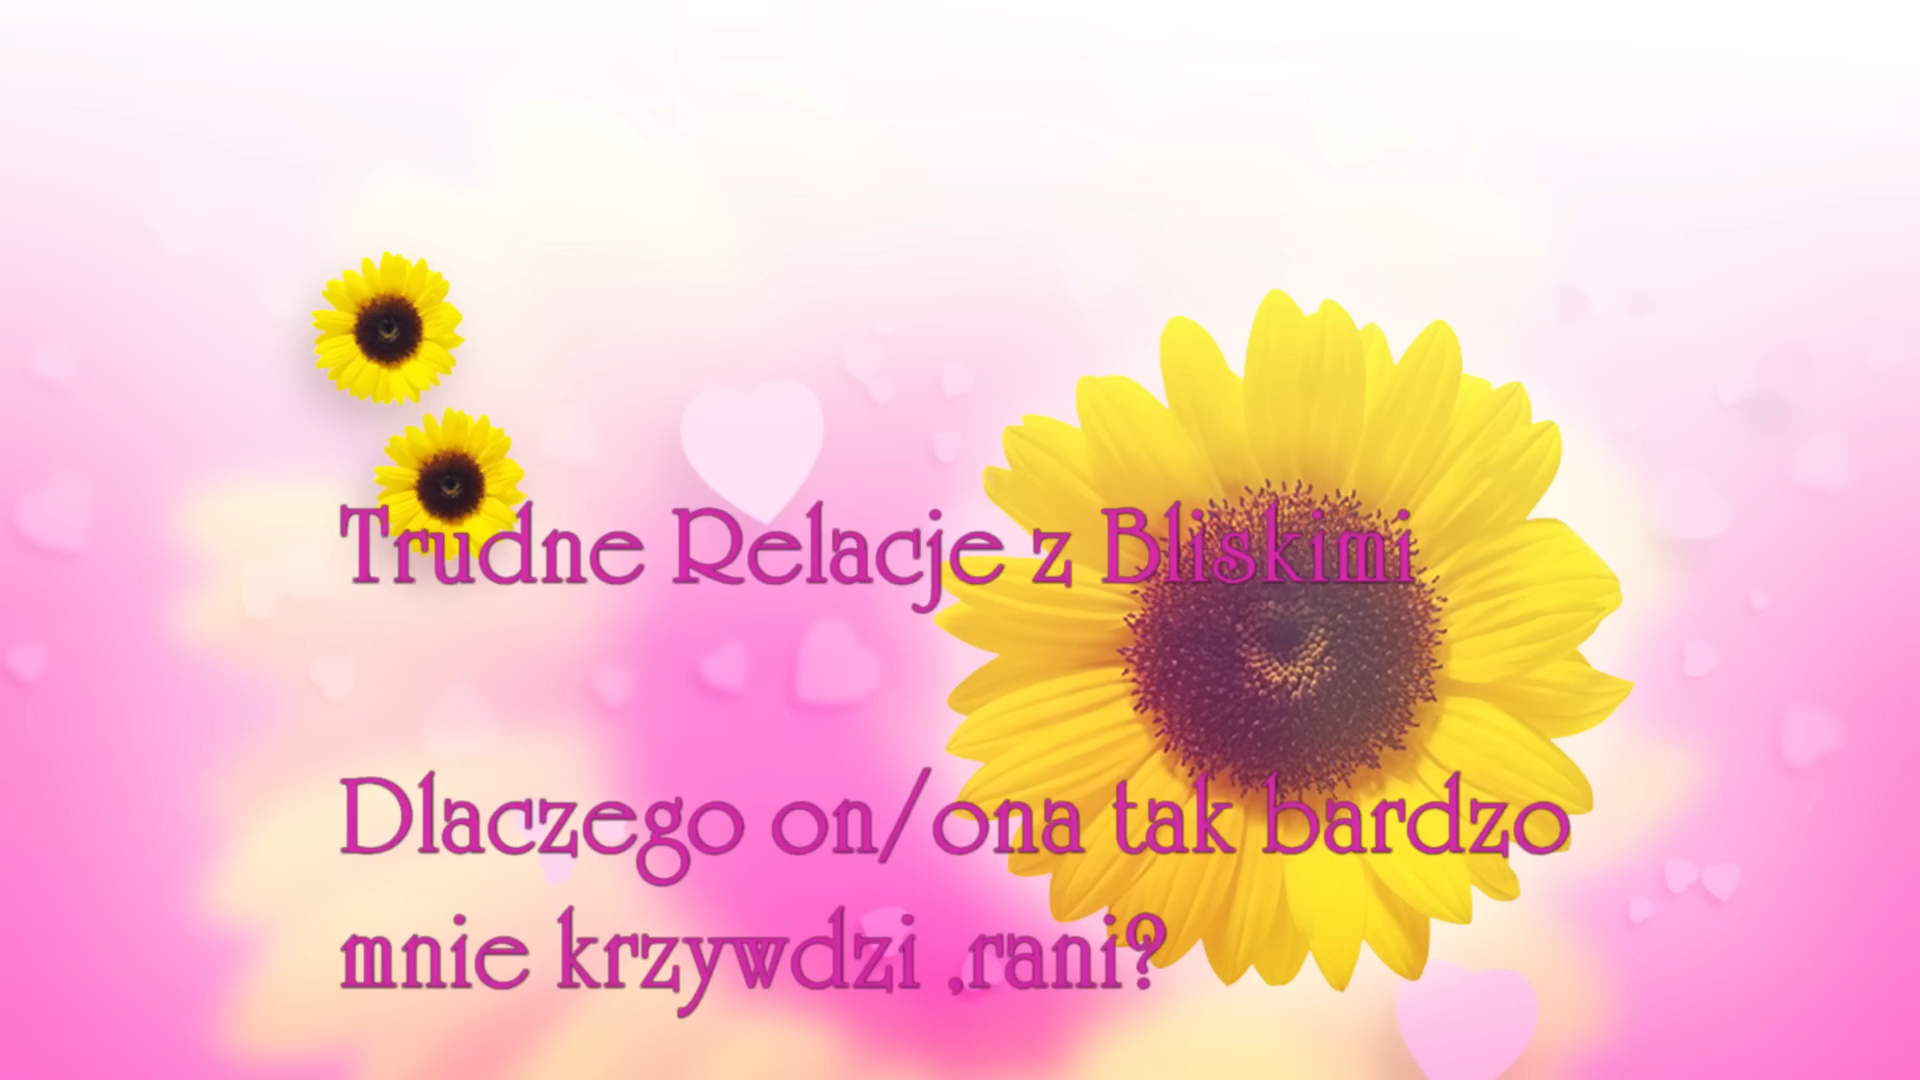 Trudne Relacje z Bliskimi
Dlaczego on/ona tak bardzo
mnie krzywdzi ,rani?